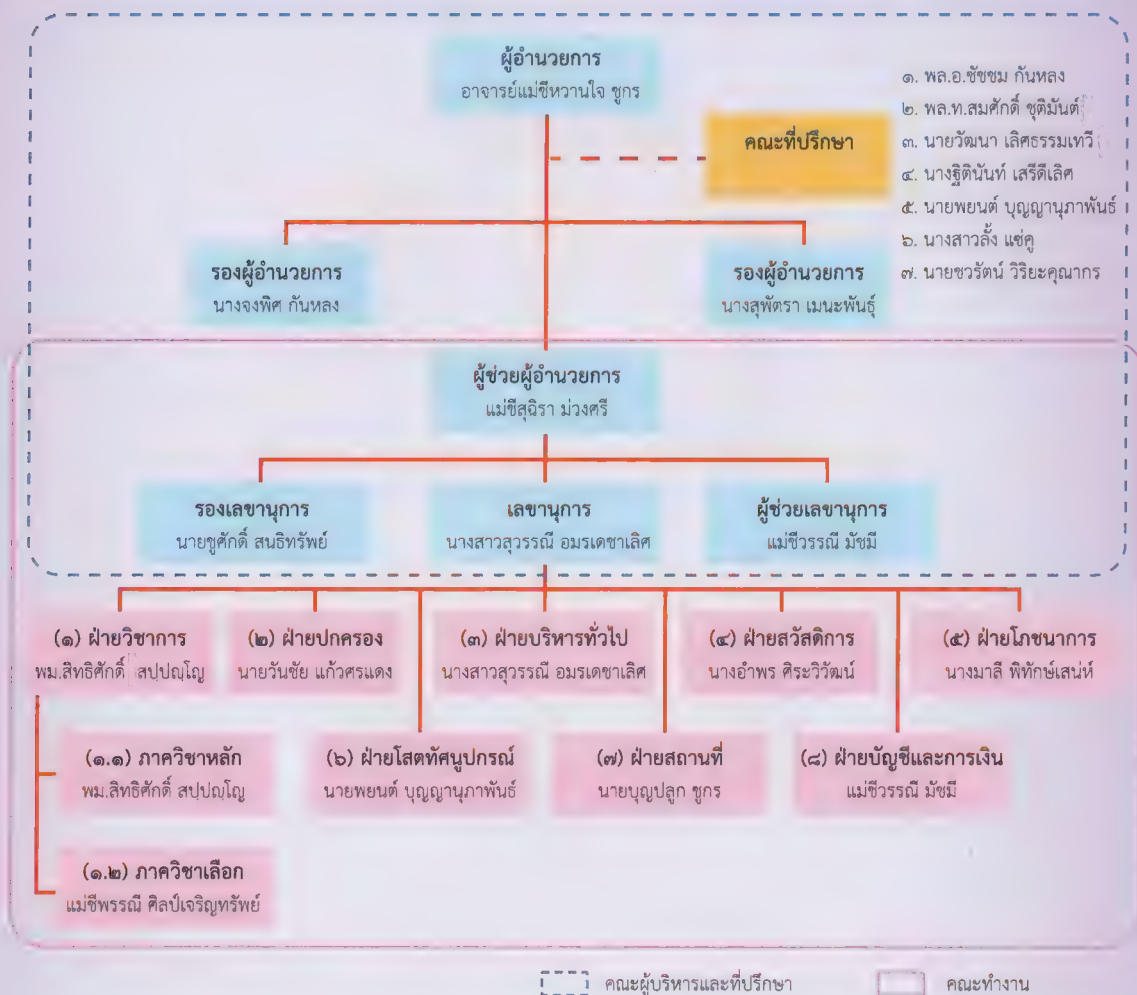 ผู้อำนวยการ
อาจารย์แม่ชีหวานใจ ชูกร
คณะที่ปรึกษา
๑. พล.อ.ชัชชม กันหลง
๒. พล.ท.สมศักดิ์ ชุติมันต์
๓. นายวัฒนา เลิศธรรมเทวี
๔. นางฐิตินันท์ เสรีดีเลิศ
๕. นายพยนต์ บุญญานุภาพันธ์
๖. นางสาวลั้ง แซ่คู
๗. นายชวรัตน์ วิริยะคุณากร
รองผู้อำนวยการ
นางจงพิศ กันหลง
รองผู้อำนวยการ
นางสุพัตรา เมนะพันธุ์
ผู้ช่วยผู้อำนวยการ
แม่ชีสุฉิรา ม่วงศรี
รองเลขานุการ
นายชูศักดิ์ สนธิทรัพย์
เลขานุการ
นางสาวสุวรรณี อมรเดชาเลิศ
ผู้ช่วยเลขานุการ
แม่ชีวรรณี มัชมี
(๑) ฝ่ายวิชาการ
พม.สิทธิศักดิ์ สปฺปญฺโญ
(๒) ฝ่ายปกครอง
นายวันชัย แก้วศรแดง
(๓) ฝ่ายบริหารทั่วไป
นางสาวสุวรรณี อมรเดชาเลิศ
(๔) ฝ่ายสวัสดิการ
นางอำพร ศิระวิวัฒน์
(๕) ฝ่ายโภชนาการ
นางมาลี พิทักษ์เสน่ห์
(๑.๑) ภาควิชาหลัก
พม.สิทธิศักดิ์ สปฺปญฺโญ
(๖) ฝ่ายโสตทัศนูปกรณ์
นายพยนต์ บุญญานุภาพันธ์
(๗) ฝ่ายสถานที่
นายบุญปลูก ชูกร
(๘) ฝ่ายบัญชีและการเงิน
แม่ชีวรรณี มัชมี
(๑.๒) ภาควิชาเลือก
แม่ชีพรรณี ศิลป์เจริญทรัพย์
คณะผู้บริหารและที่ปรึกษา
คณะทำงาน